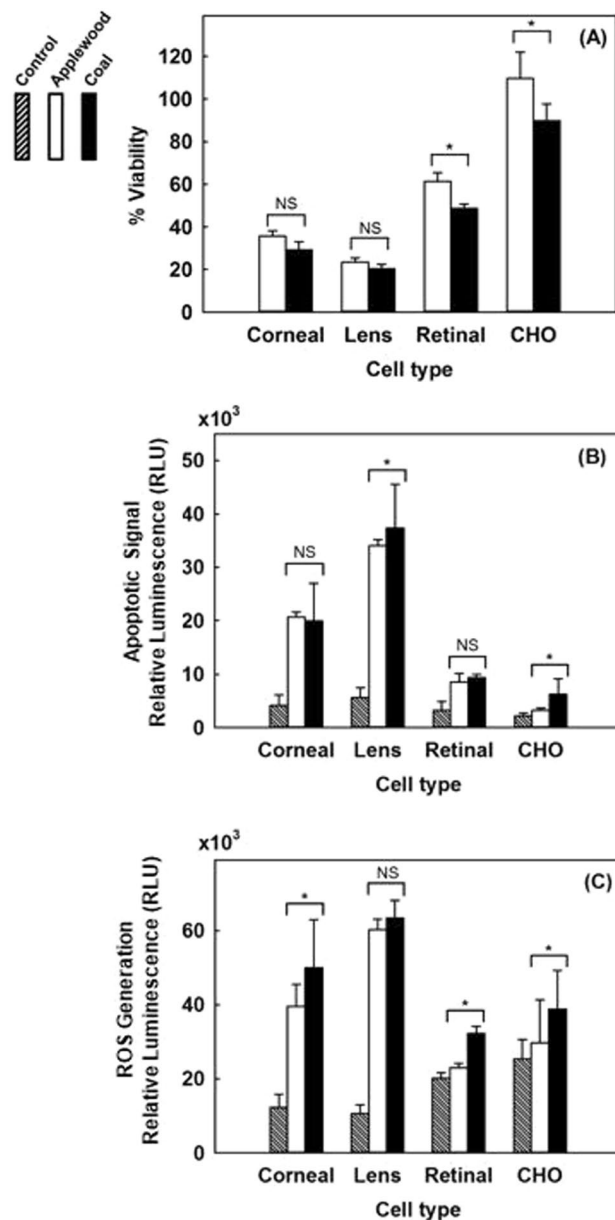 Control
Applewood
Coal
(A)
% Viability
120
100
80
60
40
20
0
NS
NS
*
*
Corneal Lens Retinal CHO
Cell type
x10³
(B)
Apoptotic Signal
Relative Luminescence (RLU)
50
40
30
20
10
0
NS
*
NS
*
Corneal Lens Retinal CHO
Cell type
x10³
(C)
ROS Generation
Relative Luminescence (RLU)
60
40
20
0
*
NS
*
*
Corneal Lens Retinal CHO
Cell type